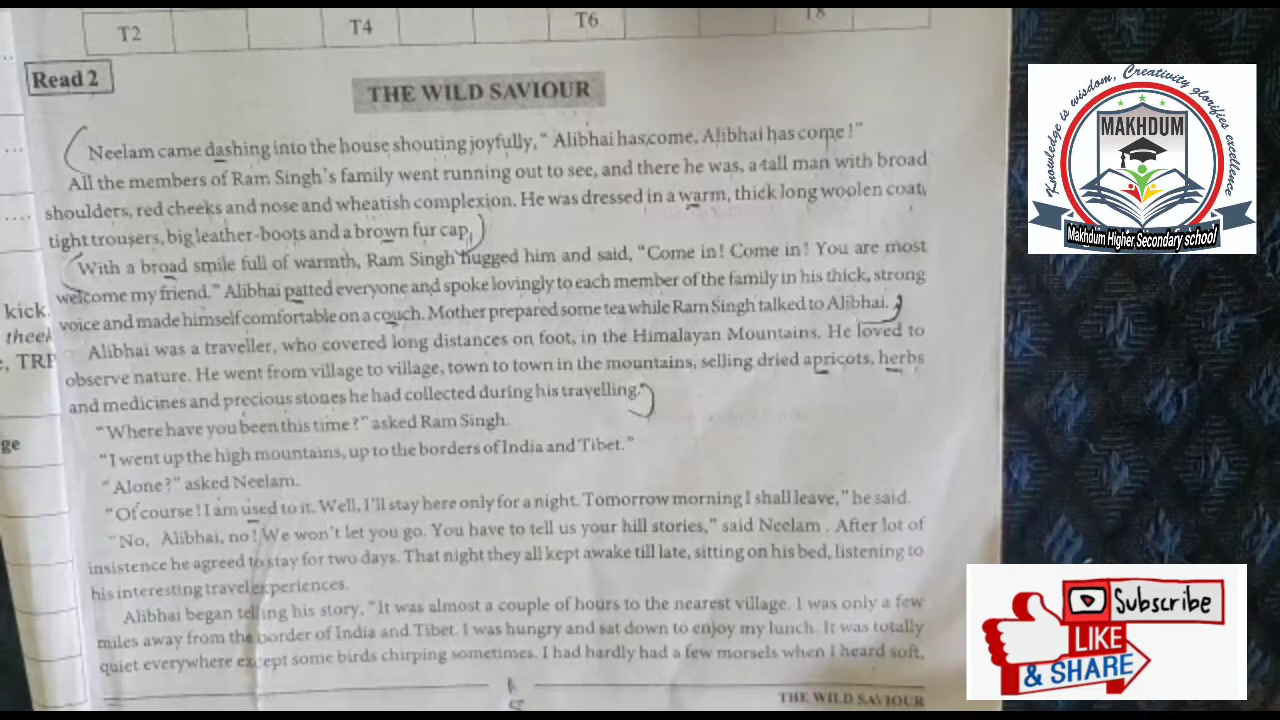 T2
T4
T6
T8
Read 2
THE WILD SAVIOUR
Neelam came dashing into the house shouting joyfully, “ Alibhai has come, Alibhai has come !”
All the members of Ram Singh's family went running out to see, and there he was, a tall man with broad
shoulders, red cheeks and nose and wheatish complexion. He was dressed in a warm, thick long woolen coat,
tight trousers, big leather-boots and a brown fur cap,
With a broad smile full of warmth, Ram Singh hugged him and said, “Come in! Come in! You are most
welcome my friend.” Alibhai patted everyone and spoke lovingly to each member of the family in his thick, strong
voice and made himself comfortable on a couch. Mother prepared some tea while Ram Singh talked to Alibhai.
Alibhai was a traveller, who covered long distances on foot, in the Himalayan Mountains. He loved to
observe nature. He went from village to village, town to town in the mountains, selling dried apricots, herbs
and medicines and precious stones he had collected during his travelling.
“Where have you been this time?” asked Ram Singh.
“I went up the high mountains, up to the borders of India and Tibet.”
“Alone?” asked Neelam.
“Of course! I am used to it. Well, I'll stay here only for a night. Tomorrow morning I shall leave,” he said.
“No, Alibhai, no! We won't let you go. You have to tell us your hill stories,” said Neelam . After lot of
insistence he agreed to stay for two days. That night they all kept awake till late, sitting on his bed, listening to
his interesting travel experiences.
Alibhai began telling his story, “It was almost a couple of hours to the nearest village. I was only a few
miles away from the border of India and Tibet. I was hungry and sat down to enjoy my lunch. It was totally
quiet everywhere except some birds chirping sometimes. I had hardly had a few morsels when I heard soft,
THE WILD SAVIOUR
kick.
theek
, TRP
ge
Knowledge is wisdom, Creativity glorifies excellence
MAKHDUM
Makhdum Higher Secondary school
Subscribe
LIKE
& SHARE